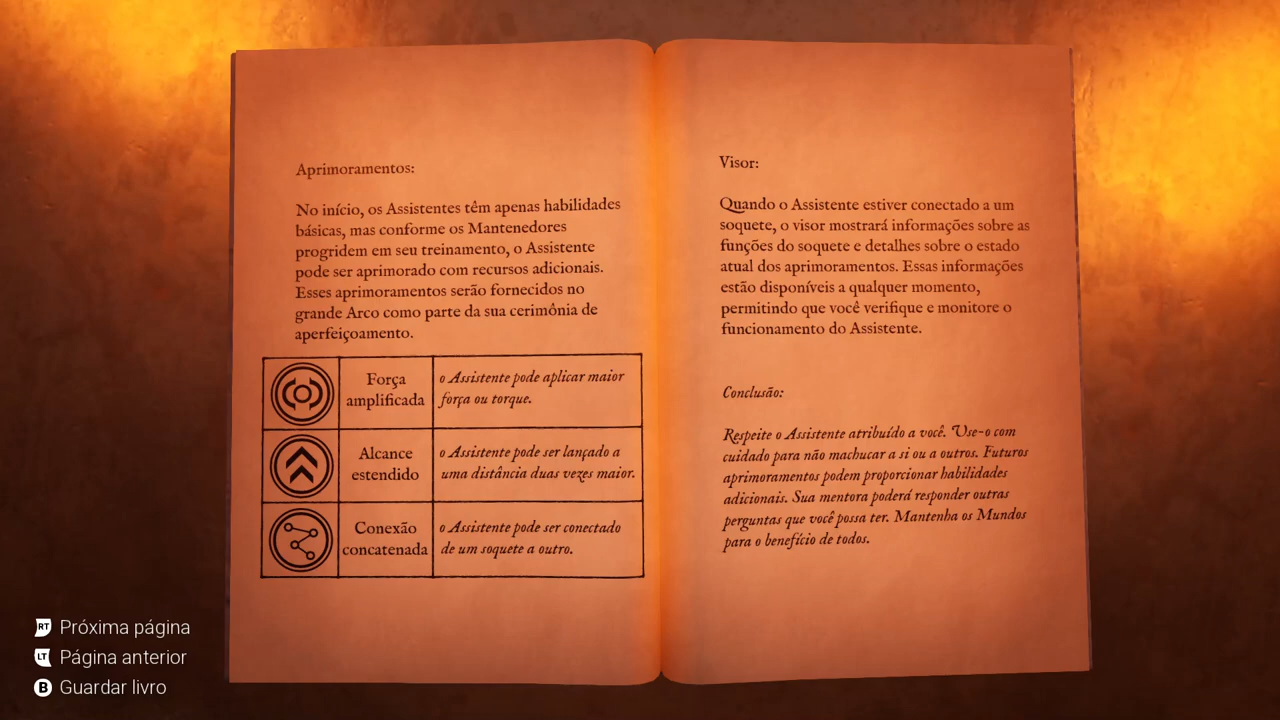 Aprimoramentos:
No início, os Assistentes têm apenas habilidades
básicas, mas conforme os Mantenedores
progridem em seu treinamento, o Assistente
pode ser aprimorado com recursos adicionais.
Esses aprimoramentos serão fornecidos no
grande Arco como parte da sua cerimônia de
aperfeiçoamento.
Força
amplificada
o Assistente pode aplicar maior
força ou torque.
Alcance
estendido
o Assistente pode ser lançado a
uma distância duas vezes maior.
Conexão
concatenada
o Assistente pode ser conectado
de um soquete a outro.
Visor:
Quando o Assistente estiver conectado a um
soquete, o visor mostrará informações sobre as
funções do soquete e detalhes sobre o estado
atual dos aprimoramentos. Essas informações
estão disponíveis a qualquer momento,
permitindo que você verifique e monitore o
funcionamento do Assistente.
Conclusão:
Respeite o Assistente atribuído a você. Use-o com
cuidado para não machucar a si ou a outros. Futuros
aprimoramentos podem proporcionar habilidades
adicionais. Sua mentora poderá responder outras
perguntas que você possa ter. Mantenha os Mundos
para o benefício de todos.
RT Próxima página
LT Página anterior
B Guardar livro